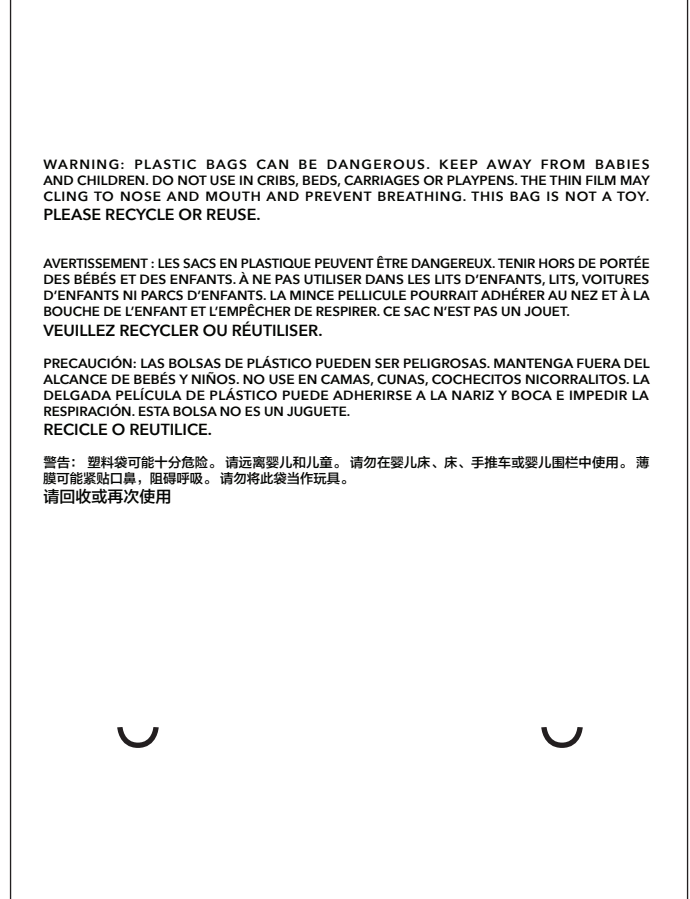 WARNING: PLASTIC BAGS CAN BE DANGEROUS. KEEP AWAY FROM BABIES
AND CHILDREN. DO NOT USE IN CRIBS, BEDS, CARRIAGES OR PLAYPENS. THE THIN FILM MAY
CLING TO NOSE AND MOUTH AND PREVENT BREATHING. THIS BAG IS NOT A TOY.
PLEASE RECYCLE OR REUSE.
AVERTISSEMENT : LES SACS EN PLASTIQUE PEUVENT ÊTRE DANGEREUX. TENIR HORS DE PORTÉE
DES BÉBÉS ET DES ENFANTS. À NE PAS UTILISER DANS LES LITS D'ENFANTS, LITS, VOITURES
D'ENFANTS NI PARCS D'ENFANTS. LA MINCE PELLICULE POURRAIT ADHÉRER AU NEZ ET À LA
BOUCHE DE L'ENFANT ET L'EMPÊCHER DE RESPIRER. CE SAC N'EST PAS UN JOUET.
VEUILLEZ RECYCLER OU RÉUTILISER.
PRECAUCIÓN: LAS BOLSAS DE PLÁSTICO PUEDEN SER PELIGROSAS. MANTENGA FUERA DEL
ALCANCE DE BEBÉS Y NIÑOS. NO USE EN CAMAS, CUNAS, COCHECITOS NICORRALITOS. LA
DELGADA PELÍCULA DE PLÁSTICO PUEDE ADHERIRSE A LA NARIZ Y BOCA E IMPEDIR LA
RESPIRACIÓN. ESTA BOLSA NO ES UN JUGUETE.
RECICLE O REUTILICE.
警告： 塑料袋可能十分危险。 请远离婴儿和儿童。 请勿在婴儿床、床、手推车或婴儿围栏中使用。 薄
膜可能紧贴口鼻，阻碍呼吸。 请勿将此袋当作玩具。
请回收或再次使用